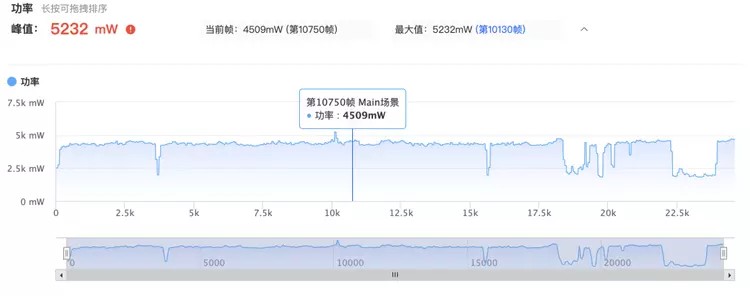 功率 长按可拖拽排序
峰值: 5232 mW 当前帧: 4509mW (第10750帧) 最大值: 5232mW (第10130帧)
功率
7.5k mW
第10750帧 Main场景
功率：4509mW
5k mW
2.5k mW
0 mW
0 2.5k 5k 7.5k 10k 12.5k 15k 17.5k 20k 22.5k
0 5000 10000 15000 20000